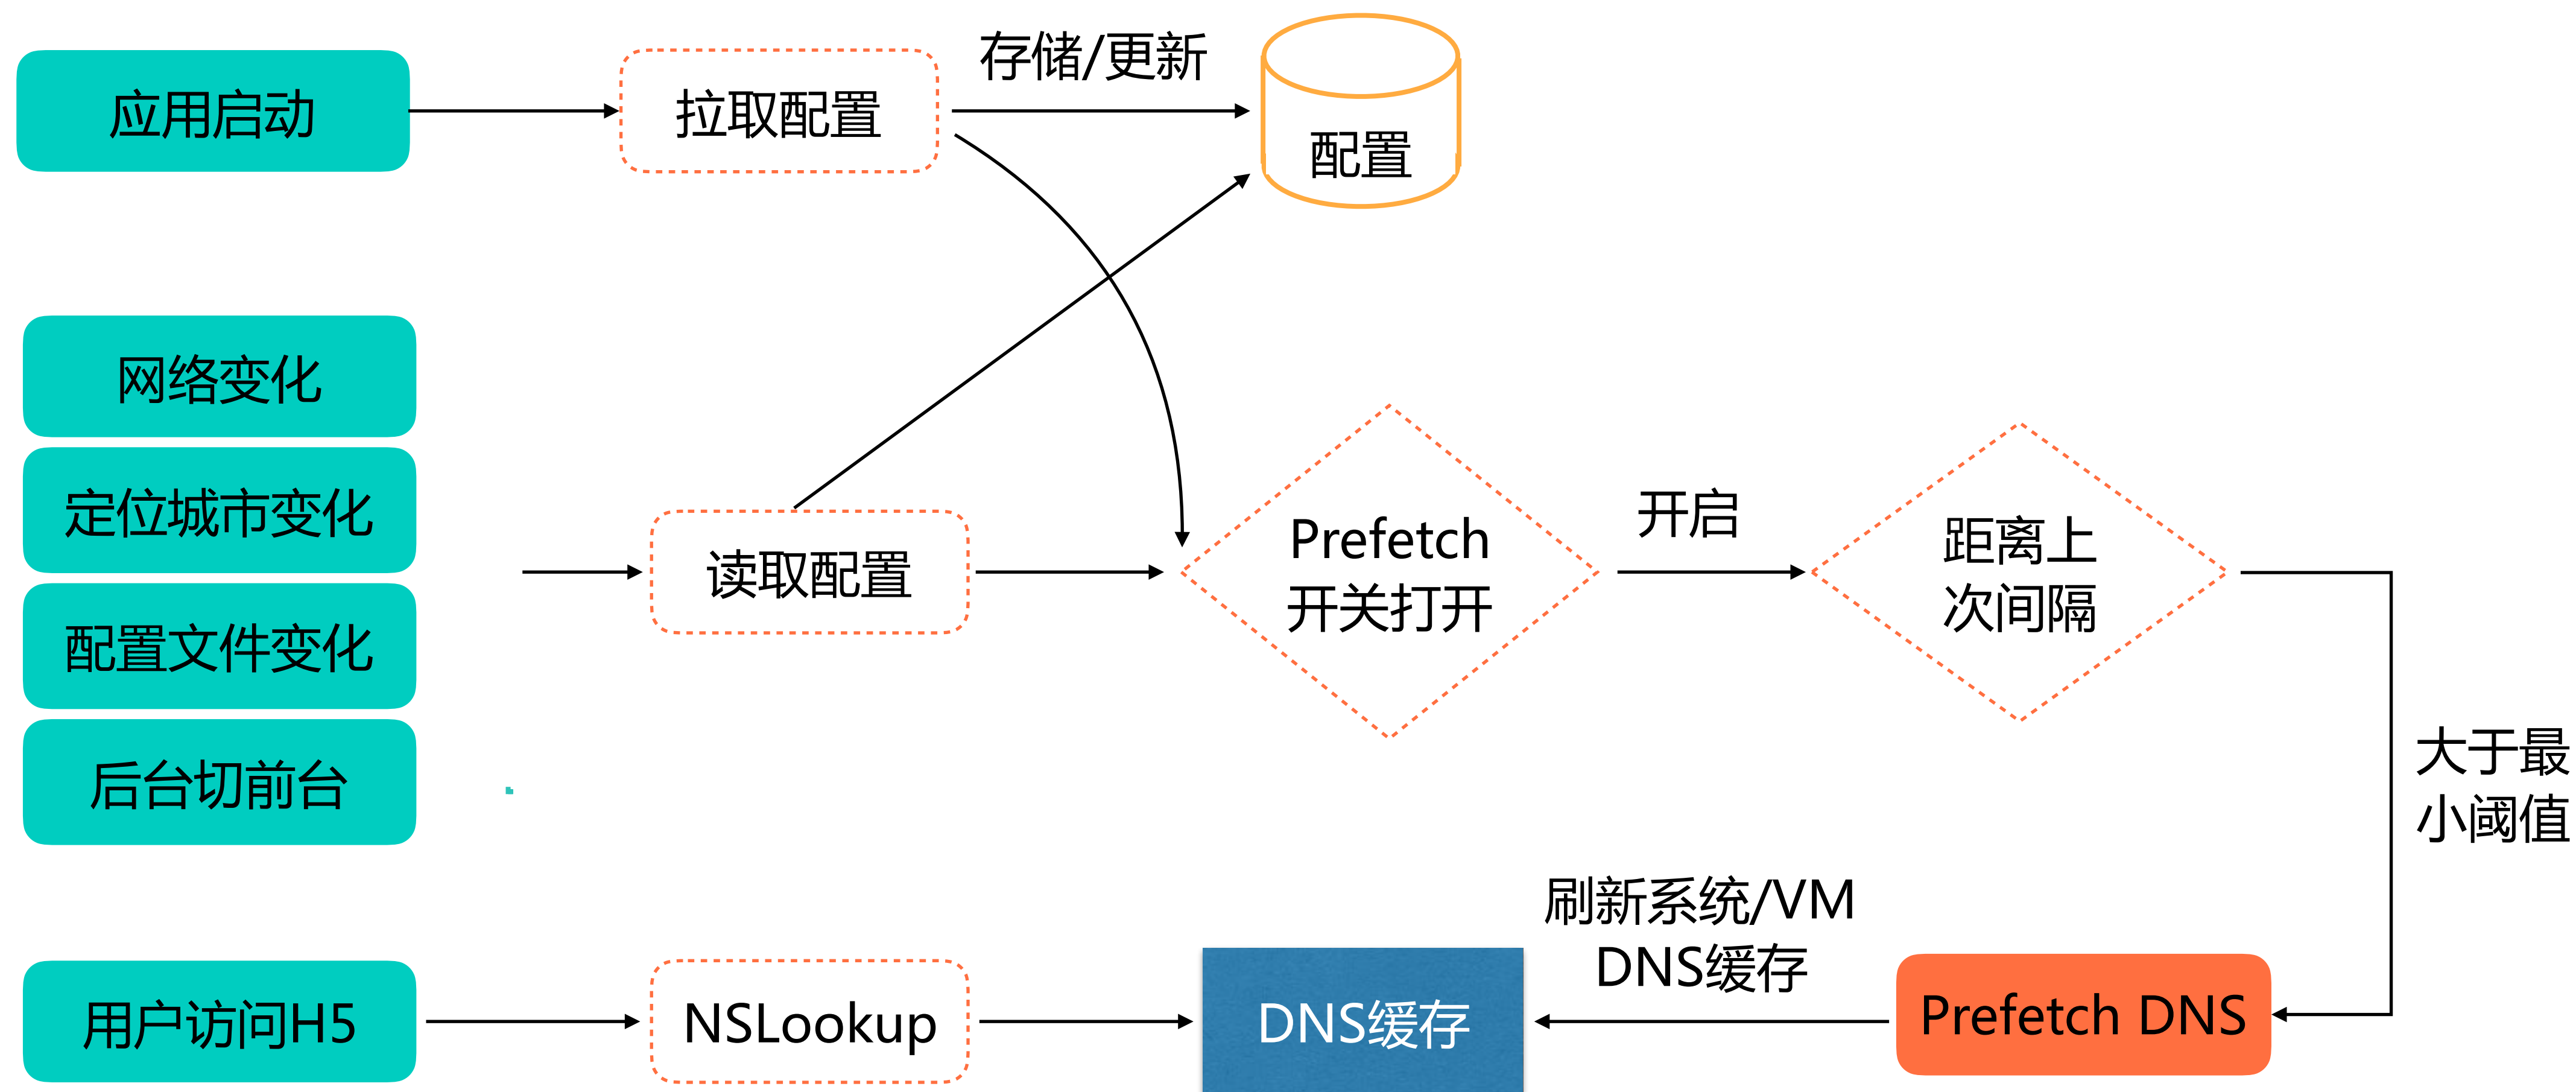 应用启动
拉取配置
存储/更新
配置
网络变化
定位城市变化
配置文件变化
后台切前台
读取配置
Prefetch
开关打开
开启
距离上
次间隔
大于最
小阈值
用户访问H5
NSLookup
DNS缓存
刷新系统/VM
DNS缓存
Prefetch DNS